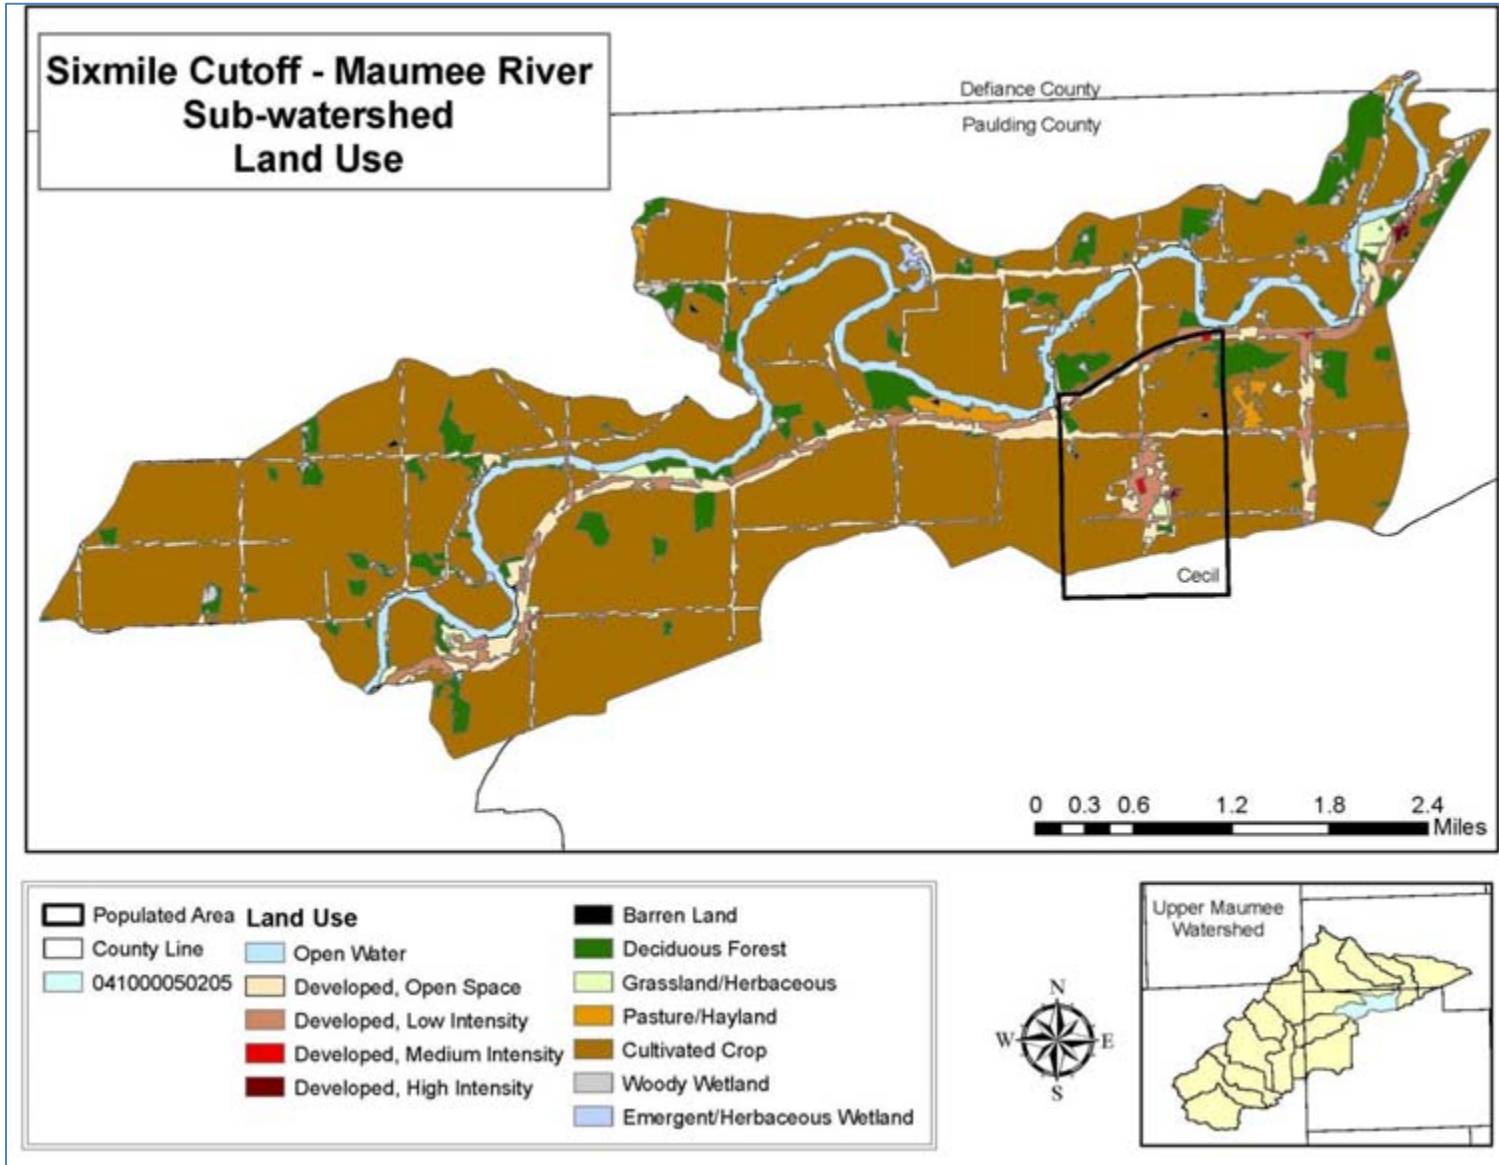 Sixmile Cutoff - Maumee River
Sub-watershed
Land Use
Defiance County
Paulding County
Cecil
0 0.3 0.6 1.2 1.8 2.4
Miles
Populated Area
County Line
041000050205
Land Use
Open Water
Developed, Open Space
Developed, Low Intensity
Developed, Medium Intensity
Developed, High Intensity
Barren Land
Deciduous Forest
Grassland/Herbaceous
Pasture/Hayland
Cultivated Crop
Woody Wetland
Emergent/Herbaceous Wetland
N
W E
S
Upper Maumee
Watershed